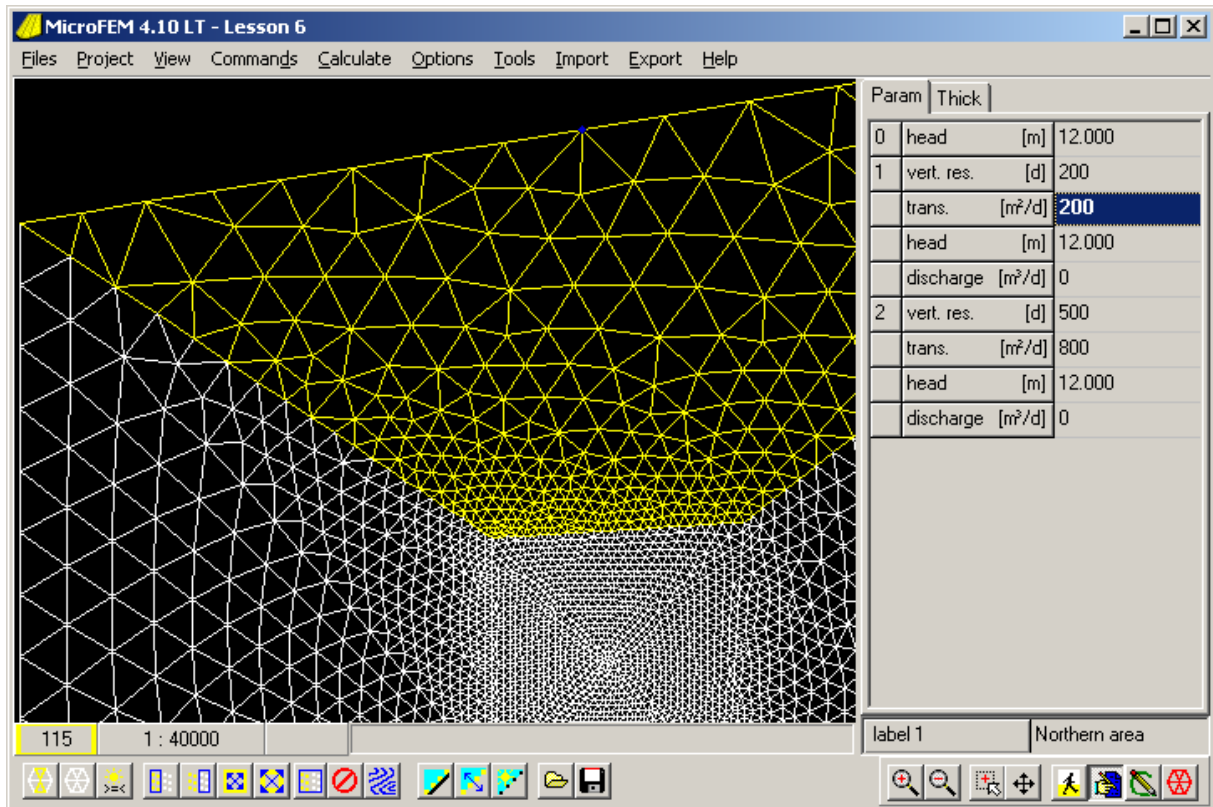 MicroFEM 4.10 LT - Lesson 6
Files Project View Commands Calculate Options Tools Import Export Help
Param Thick
0 head [m] 12.000
1 vert. res. [d] 200
trans. [m²/d] 200
head [m] 12.000
discharge [m³/d] 0
2 vert. res. [d] 500
trans. [m²/d] 800
head [m] 12.000
discharge [m³/d] 0
115 1 : 40000
label 1 Northern area
>=<